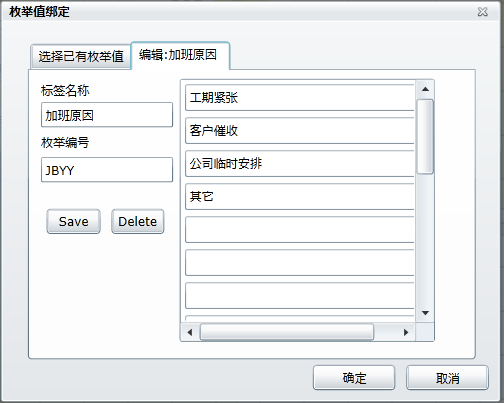 枚举值绑定
选择已有枚举值
编辑:加班原因
标签名称
加班原因
枚举编号
JBYY
Save
Delete
工期紧张
客户催收
公司临时安排
其它
确定
取消